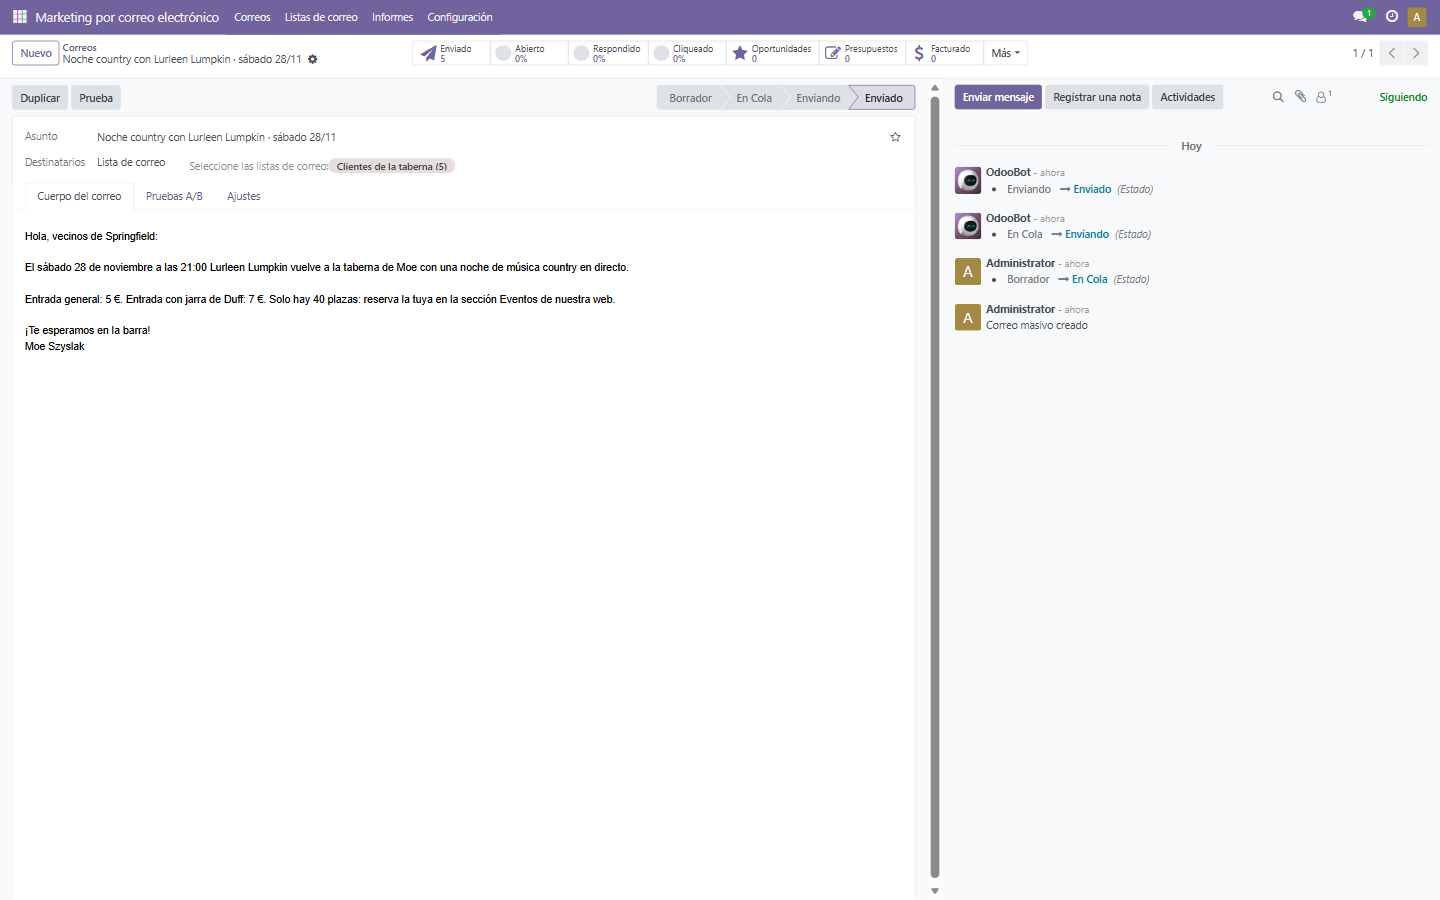 Marketing por correo electrónico Correos Listas de correo Informes Configuración 1 A
Nuevo Correos
Noche country con Lurleen Lumpkin · sábado 28/11
Enviado 5
Abierto 0%
Respondido 0%
Cliqueado 0%
Oportunidades 0
Presupuestos 0
Facturado 0
Más
1 / 1
Duplicar Prueba
Borrador En Cola Enviando Enviado
Asunto Noche country con Lurleen Lumpkin · sábado 28/11
Destinatarios Lista de correo Seleccione las listas de correo: Clientes de la taberna (5)
Cuerpo del correo Pruebas A/B Ajustes
Hola, vecinos de Springfield:
El sábado 28 de noviembre a las 21:00 Lurleen Lumpkin vuelve a la taberna de Moe con una noche de música country en directo.
Entrada general: 5 €. Entrada con jarra de Duff: 7 €. Solo hay 40 plazas: reserva la tuya en la sección Eventos de nuestra web.
¡Te esperamos en la barra!
Moe Szyslak
Enviar mensaje Registrar una nota Actividades 1 Siguiendo
Hoy
OdooBot - ahora
Enviando → Enviado (Estado)
OdooBot - ahora
En Cola → Enviando (Estado)
A Administrator - ahora
Borrador → En Cola (Estado)
A Administrator - ahora
Correo masivo creado